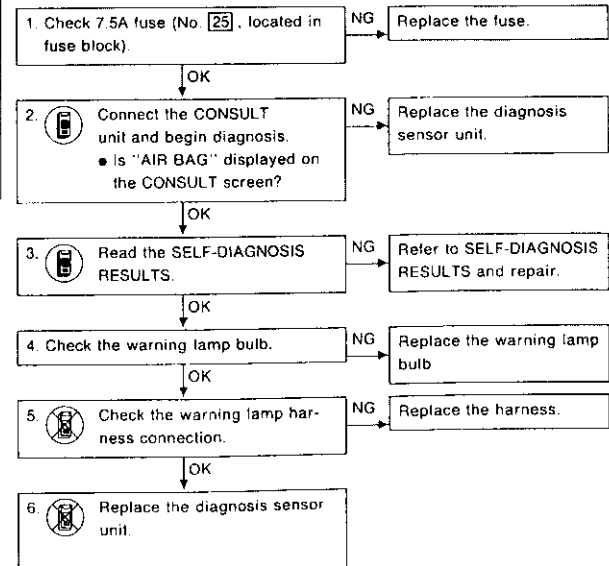 1. Check 7.5A fuse (No. 25, located in
fuse block).
NG
Replace the fuse.
OK
2. Connect the CONSULT
unit and begin diagnosis.
● Is "AIR BAG" displayed on
the CONSULT screen?
NG
Replace the diagnosis
sensor unit.
OK
3. Read the SELF-DIAGNOSIS
RESULTS.
NG
Refer to SELF-DIAGNOSIS
RESULTS and repair.
OK
4. Check the warning lamp bulb.
NG
Replace the warning lamp
bulb
OK
5. Check the warning lamp har-
ness connection.
NG
Replace the harness.
OK
6. Replace the diagnosis sensor
unit.